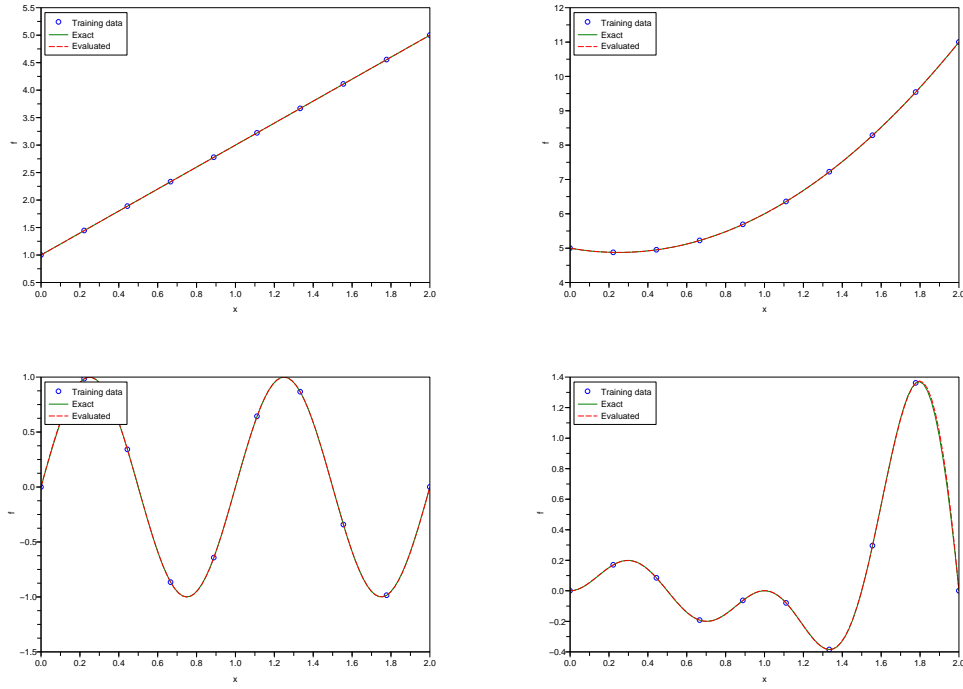 5.5
5.0
4.5
4.0
3.5
3.0
2.5
2.0
1.5
1.0
0.5
f
Training data
Exact
Evaluated
0.0 0.2 0.4 0.6 0.8 1.0 1.2 1.4 1.6 1.8 2.0
x
12
11
10
9
8
7
6
5
4
f
Training data
Exact
Evaluated
0.0 0.2 0.4 0.6 0.8 1.0 1.2 1.4 1.6 1.8 2.0
x
1.0
0.5
0.0
−0.5
−1.0
−1.5
f
Training data
Exact
Evaluated
0.0 0.2 0.4 0.6 0.8 1.0 1.2 1.4 1.6 1.8 2.0
x
1.4
1.2
1.0
0.8
0.6
0.4
0.2
0.0
−0.2
−0.4
f
Training data
Exact
Evaluated
0.0 0.2 0.4 0.6 0.8 1.0 1.2 1.4 1.6 1.8 2.0
x